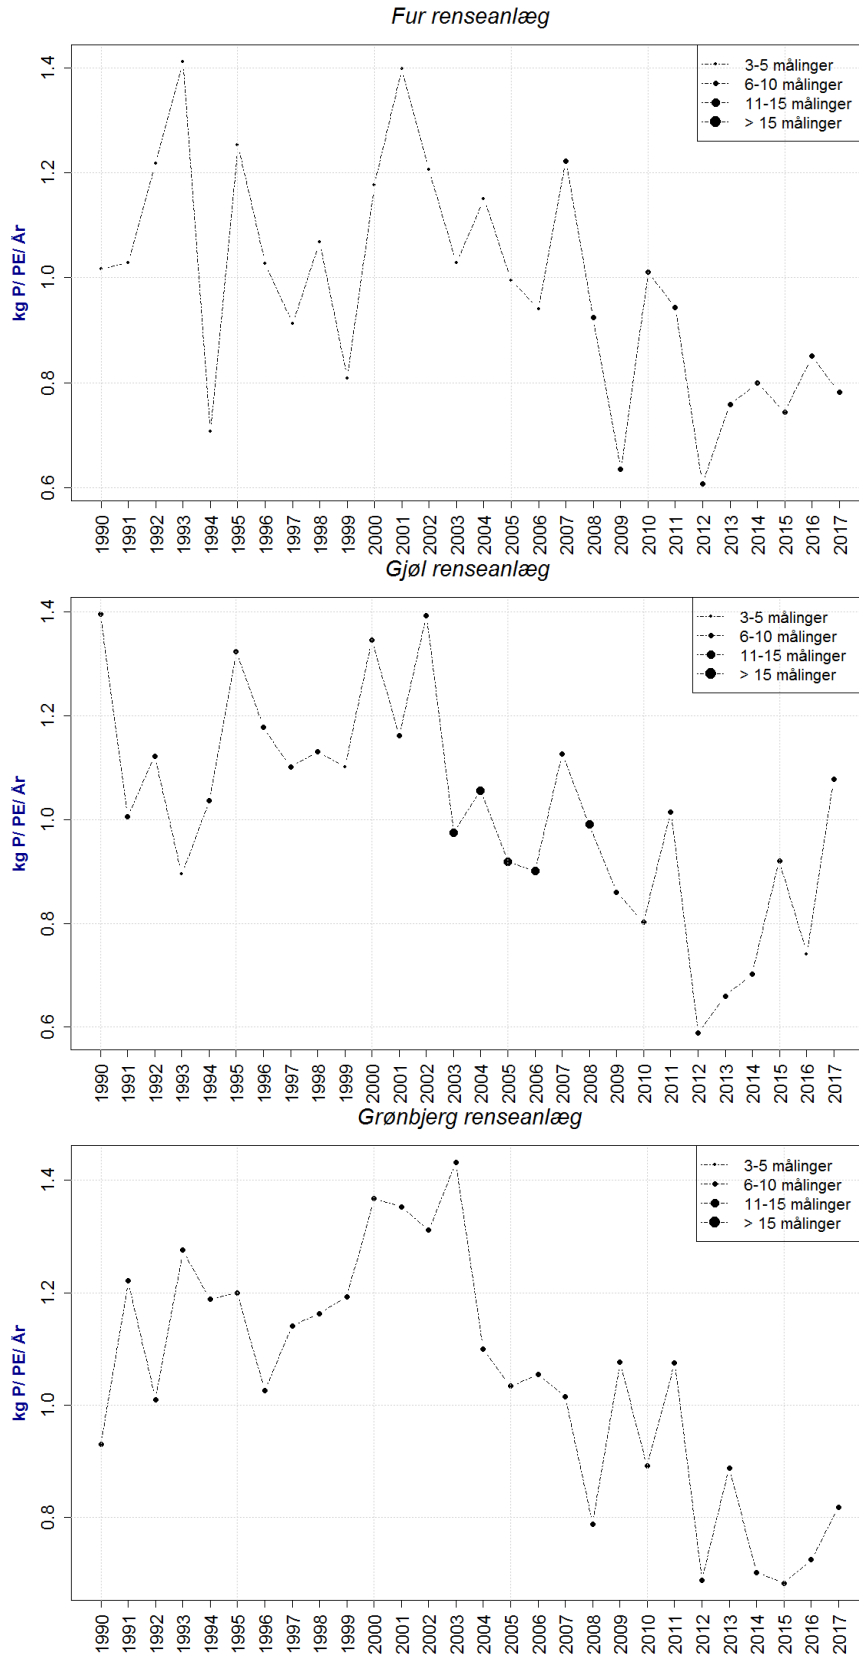 Fur renseanlæg
3-5 målinger
6-10 målinger
11-15 målinger
> 15 målinger
kg P/ PE/ År
1.4
1.2
1.0
0.8
0.6
1990 1991 1992 1993 1994 1995 1996 1997 1998 1999 2000 2001 2002 2003 2004 2005 2006 2007 2008 2009 2010 2011 2012 2013 2014 2015 2016 2017
Gjøl renseanlæg
3-5 målinger
6-10 målinger
11-15 målinger
> 15 målinger
kg P/ PE/ År
1.4
1.2
1.0
0.8
0.6
1990 1991 1992 1993 1994 1995 1996 1997 1998 1999 2000 2001 2002 2003 2004 2005 2006 2007 2008 2009 2010 2011 2012 2013 2014 2015 2016 2017
Grønbjerg renseanlæg
3-5 målinger
6-10 målinger
11-15 målinger
> 15 målinger
kg P/ PE/ År
1.4
1.2
1.0
0.8
1990 1991 1992 1993 1994 1995 1996 1997 1998 1999 2000 2001 2002 2003 2004 2005 2006 2007 2008 2009 2010 2011 2012 2013 2014 2015 2016 2017